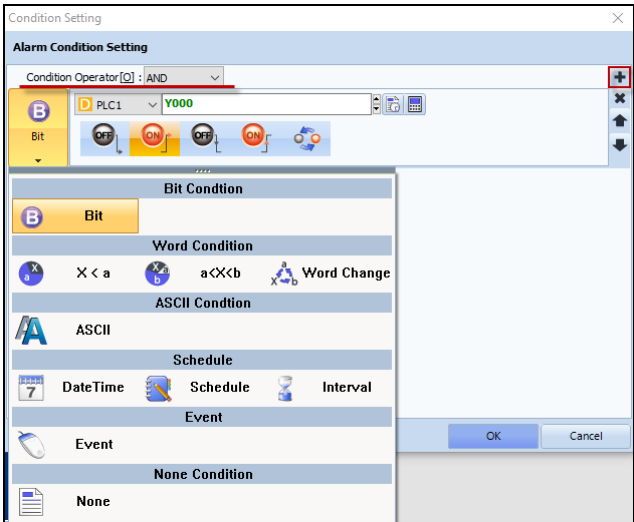 Condition Setting
Alarm Condition Setting
Condition Operator[O] : AND
B
Bit
D PLC1 Y000
OFF ON OFF ON
Bit Condtion
B Bit
Word Condition
X a X < a X a b a<X<b a X b Word Change
ASCII Condtion
A ASCII
Schedule
7 DateTime Schedule Interval
Event
Event
OK Cancel
None Condition
None